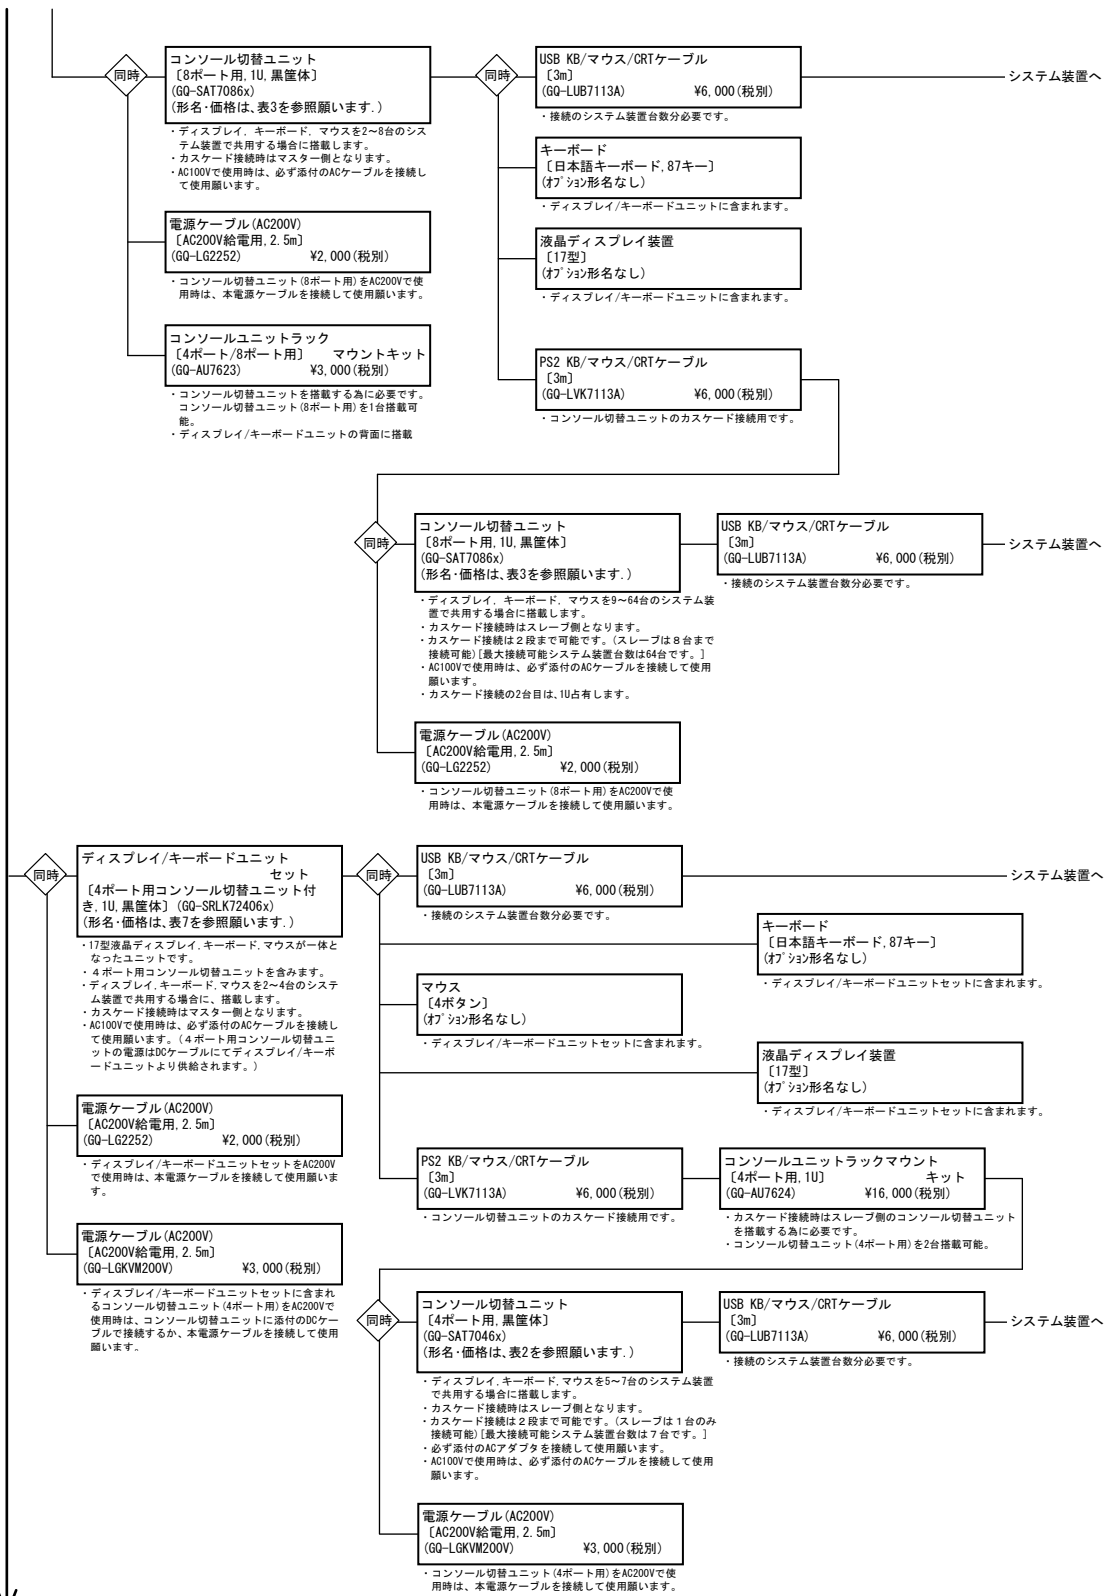 同時
コンソール切替ユニット
〔8ポート用,1U,黒筐体〕
(GQ-SAT7086x)
(形名・価格は、表3を参照願います.)
・ディスプレイ, キーボード, マウスを2～8台のシス
テム装置で共用する場合に搭載します。
・カスケード接続時はマスター側となります。
・AC100Vで使用時は、必ず添付のACケーブルを接続し
て使用願います。
電源ケーブル(AC200V)
〔AC200V給電用,2.5m〕
(GQ-LG2252) ¥2,000(税別)
・コンソール切替ユニット(8ポート用)をAC200Vで使
用時は、本電源ケーブルを接続して使用願います。
コンソールユニットラック
〔4ポート/8ポート用〕 マウントキット
(GQ-AU7623) ¥3,000(税別)
・コンソール切替ユニットを搭載する為に必要です。
コンソール切替ユニット(8ポート用)を1台搭載可
能。
・ディスプレイ/キーボードユニットの背面に搭載
同時
USB KB/マウス/CRTケーブル
〔3m〕
(GQ-LUB7113A) ¥6,000(税別)
システム装置へ
・接続のシステム装置台数分必要です。
キーボード
〔日本語キーボード,87キー〕
(ｵﾌﾟｼｮﾝ形名なし)
・ディスプレイ/キーボードユニットに含まれます。
液晶ディスプレイ装置
〔17型〕
(ｵﾌﾟｼｮﾝ形名なし)
・ディスプレイ/キーボードユニットに含まれます。
PS2 KB/マウス/CRTケーブル
〔3m〕
(GQ-LVK7113A) ¥6,000(税別)
・コンソール切替ユニットのカスケード接続用です。
同時
コンソール切替ユニット
〔8ポート用,1U,黒筐体〕
(GQ-SAT7086x)
(形名・価格は、表3を参照願います.)
・ディスプレイ, キーボード, マウスを9～64台のシステム装
置で共用する場合に搭載します。
・カスケード接続時はスレーブ側となります。
・カスケード接続は２段まで可能です。(スレーブは８台まで
接続可能)[最大接続可能システム装置台数は64台です。]
・AC100Vで使用時は、必ず添付のACケーブルを接続して使用
願います。
・カスケード接続の2台目は、1U占有します。
USB KB/マウス/CRTケーブル
〔3m〕
(GQ-LUB7113A) ¥6,000(税別)
システム装置へ
・接続のシステム装置台数分必要です。
電源ケーブル(AC200V)
〔AC200V給電用,2.5m〕
(GQ-LG2252) ¥2,000(税別)
・コンソール切替ユニット(8ポート用)をAC200Vで使
用時は、本電源ケーブルを接続して使用願います。
同時
ディスプレイ/キーボードユニット
セット
〔4ポート用コンソール切替ユニット付
き,1U,黒筐体〕(GQ-SRLK72406x)
(形名・価格は、表7を参照願います.)
・17型液晶ディスプレイ,キーボード,マウスが一体と
なったユニットです。
・４ポート用コンソール切替ユニットを含みます。
・ディスプレイ,キーボード,マウスを2～4台のシステ
ム装置で共用する場合に、搭載します。
・カスケード接続時はマスター側となります。
・AC100Vで使用時は、必ず添付のACケーブルを接続し
て使用願います。(４ポート用コンソール切替ユニ
ットの電源はDCケーブルにてディスプレイ/キーボ
ードユニットより供給されます。)
電源ケーブル(AC200V)
〔AC200V給電用,2.5m〕
(GQ-LG2252) ¥2,000(税別)
・ディスプレイ/キーボードユニットセットをAC200V
で使用時は、本電源ケーブルを接続して使用願いま
す。
電源ケーブル(AC200V)
〔AC200V給電用,2.5m〕
(GQ-LGKVM200V) ¥3,000(税別)
・ディスプレイ/キーボードユニットセットに含まれ
るコンソール切替ユニット(4ポート用)をAC200Vで
使用時は、コンソール切替ユニットに添付のDCケー
ブルで接続するか、本電源ケーブルを接続して使用
願います。
同時
USB KB/マウス/CRTケーブル
〔3m〕
(GQ-LUB7113A) ¥6,000(税別)
システム装置へ
・接続のシステム装置台数分必要です。
キーボード
〔日本語キーボード,87キー〕
(ｵﾌﾟｼｮﾝ形名なし)
・ディスプレイ/キーボードユニットセットに含まれます。
マウス
〔4ボタン〕
(ｵﾌﾟｼｮﾝ形名なし)
・ディスプレイ/キーボードユニットセットに含まれます。
液晶ディスプレイ装置
〔17型〕
(ｵﾌﾟｼｮﾝ形名なし)
・ディスプレイ/キーボードユニットセットに含まれます。
PS2 KB/マウス/CRTケーブル
〔3m〕
(GQ-LVK7113A) ¥6,000(税別)
・コンソール切替ユニットのカスケード接続用です。
コンソールユニットラックマウント
〔4ポート用,1U〕 キット
(GQ-AU7624) ¥16,000(税別)
・カスケード接続時はスレーブ側のコンソール切替ユニット
を搭載する為に必要です。
・コンソール切替ユニット(4ポート用)を2台搭載可能。
同時
コンソール切替ユニット
〔4ポート用,黒筐体〕
(GQ-SAT7046x)
(形名・価格は、表2を参照願います.)
・ディスプレイ,キーボード,マウスを5～7台のシステム装置
で共用する場合に搭載します。
・カスケード接続時はスレーブ側となります。
・カスケード接続は２段まで可能です。(スレーブは１台のみ
接続可能)[最大接続可能システム装置台数は７台です。]
・必ず添付のACアダプタを接続して使用願います。
・AC100Vで使用時は、必ず添付のACケーブルを接続して使用
願います。
USB KB/マウス/CRTケーブル
〔3m〕
(GQ-LUB7113A) ¥6,000(税別)
システム装置へ
・接続のシステム装置台数分必要です。
電源ケーブル(AC200V)
〔AC200V給電用,2.5m〕
(GQ-LGKVM200V) ¥3,000(税別)
・コンソール切替ユニット(4ポート用)をAC200Vで使
用時は、本電源ケーブルを接続して使用願います。